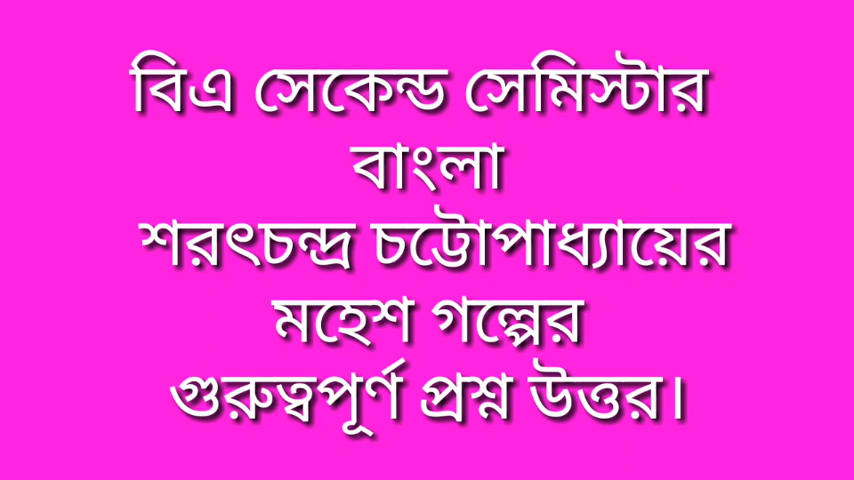 বিএ সেকেন্ড সেমিস্টার
বাংলা
শরৎচন্দ্র চট্টোপাধ্যায়ের
মহেশ গল্পের
গুরুত্বপূর্ণ প্রশ্ন উত্তর।